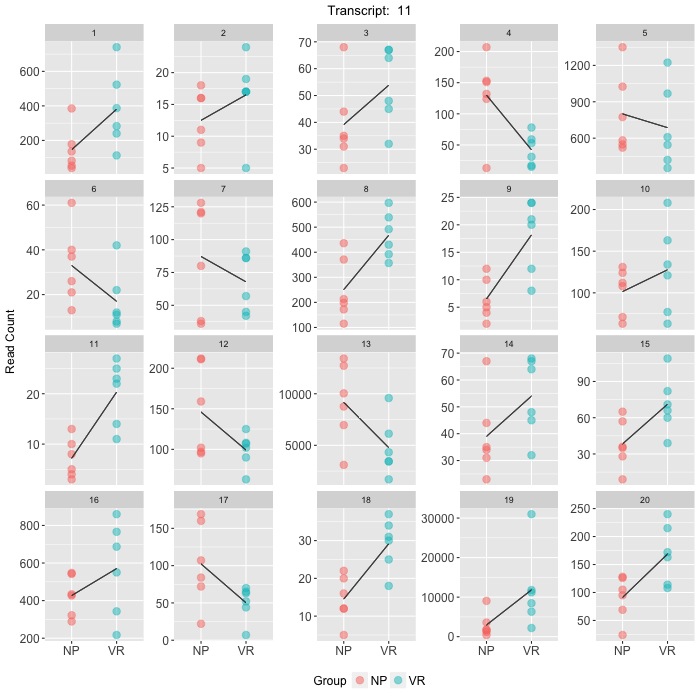 Transcript: 11
1 2 3 4 5
600 400 200
20 15 10 5
70 60 50 40 30
200 150 100 50
1200 900 600
6 7 8 9 10
60 40 20
125 100 75 50
600 500 400 300 200 100
25 20 15 10 5
200 150 100
Read Count
11 12 13 14 15
20 10
200 150 100
10000 5000
70 60 50 40 30
90 60 30
16 17 18 19 20
800 600 400 200
150 100 50 0
30 20 10
30000 20000 10000 0
250 200 150 100 50
NP VR NP VR NP VR NP VR NP VR
Group NP VR